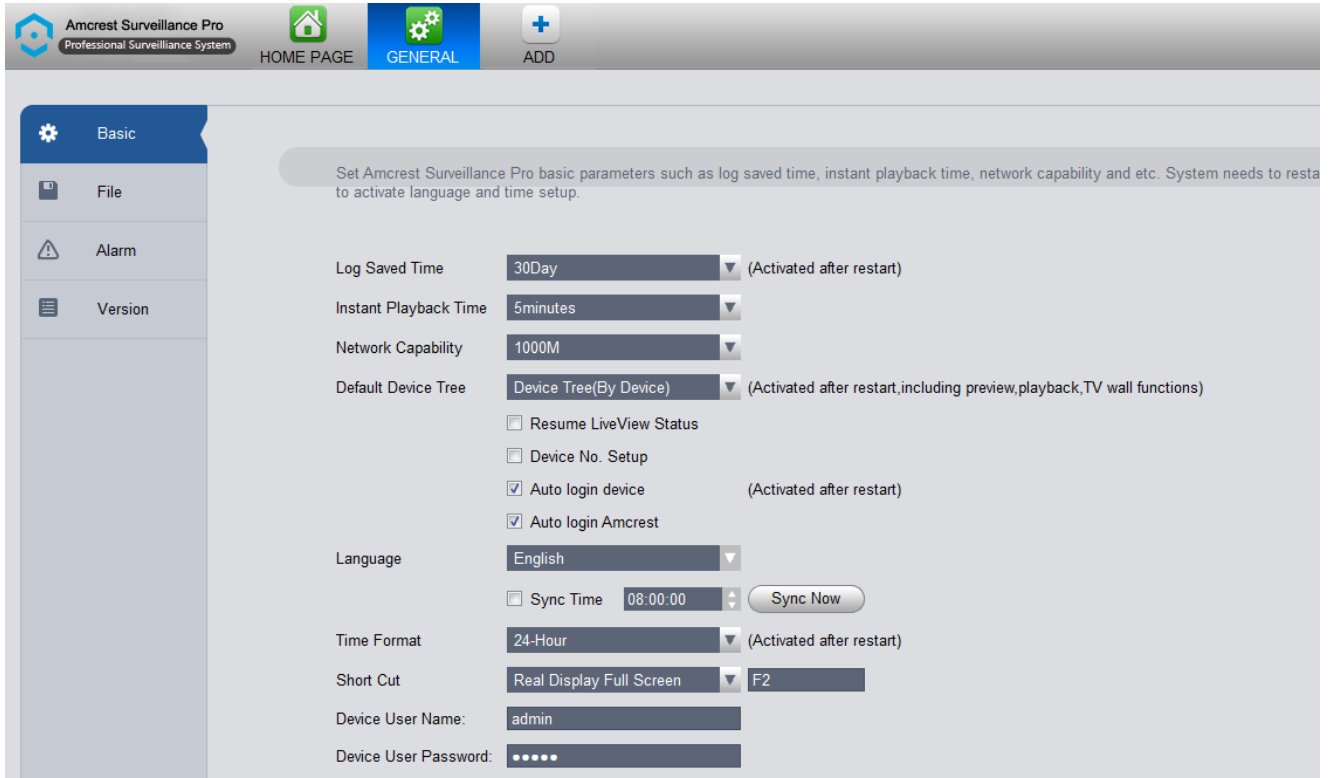 Amcrest Surveillance Pro
Professional Surveilliance System
HOME PAGE
GENERAL
ADD
Basic
File
Alarm
Version
Set Amcrest Surveillance Pro basic parameters such as log saved time, instant playback time, network capability and etc. System needs to resta
to activate language and time setup.
Log Saved Time 30Day (Activated after restart)
Instant Playback Time 5minutes
Network Capability 1000M
Default Device Tree Device Tree(By Device) (Activated after restart,including preview,playback,TV wall functions)
Resume LiveView Status
Device No. Setup
Auto login device (Activated after restart)
Auto login Amcrest
Language English
Sync Time 08:00:00 Sync Now
Time Format 24-Hour (Activated after restart)
Short Cut Real Display Full Screen F2
Device User Name: admin
Device User Password: •••••